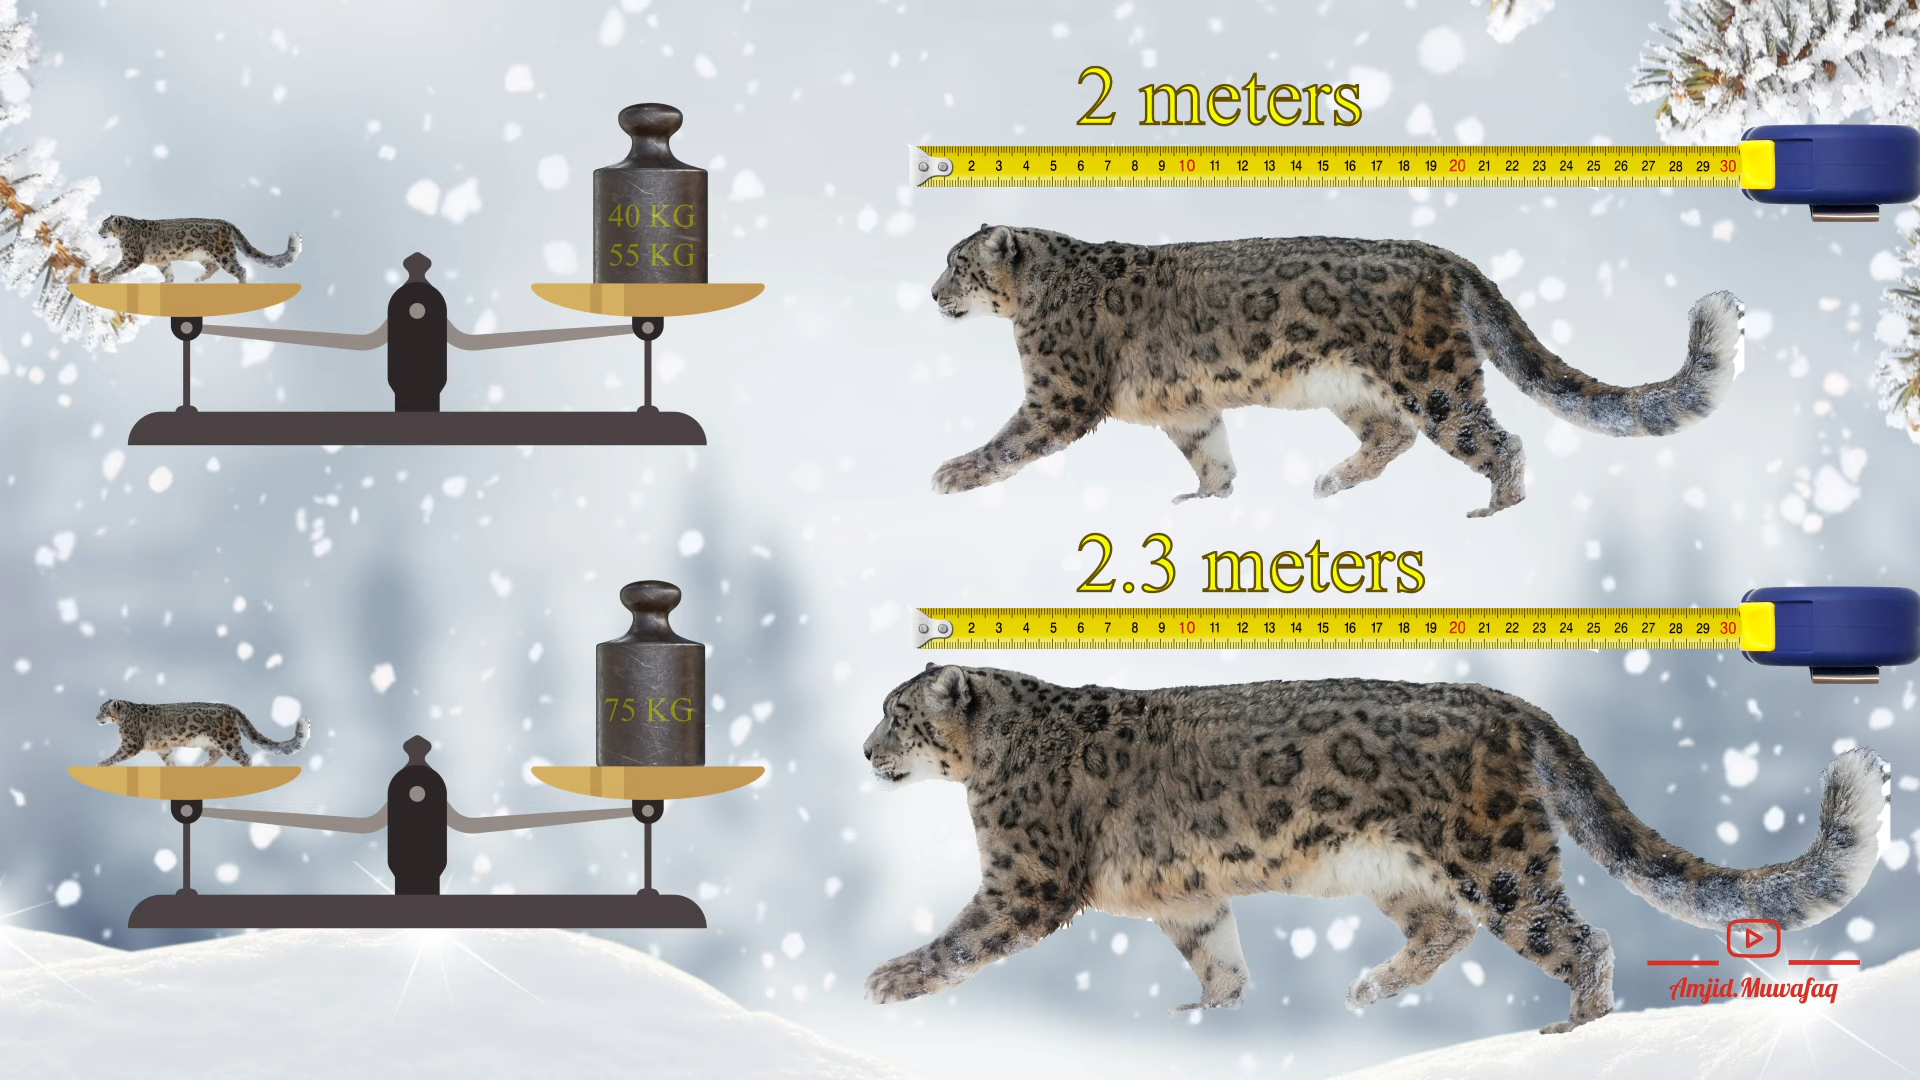 2 meters
2 3 4 5 6 7 8 9 10 11 12 13 14 15 16 17 18 19 20 21 22 23 24 25 26 27 28 29 30
40 KG
55 KG
2.3 meters
2 3 4 5 6 7 8 9 10 11 12 13 14 15 16 17 18 19 20 21 22 23 24 25 26 27 28 29 30
75 KG
Amjid.Muwafaq